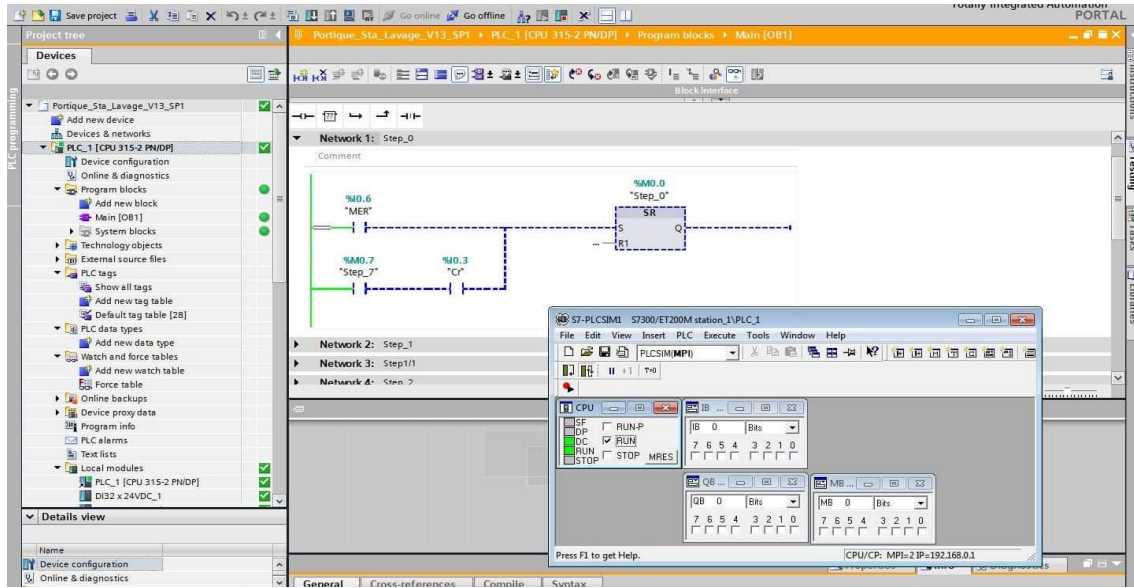 Totally Integrated Automation
PORTAL
Save project
Go online
Go offline
Project tree
Portique_Sta_Lavage_V13_SP1 ▸ PLC_1 [CPU 315-2 PN/DP] ▸ Program blocks ▸ Main [OB1]
Devices
PLC programming
Portique_Sta_Lavage_V13_SP1
Add new device
Devices & networks
PLC_1 [CPU 315-2 PN/DP]
Device configuration
Online & diagnostics
Program blocks
Add new block
Main [OB1]
System blocks
Technology objects
External source files
PLC tags
Show all tags
Add new tag table
Default tag table [28]
PLC data types
Add new data type
Watch and force tables
Add new watch table
Force table
Online backups
Device proxy data
Program info
PLC alarms
Text lists
Local modules
PLC_1 [CPU 315-2 PN/DP]
DI32 x 24VDC_1
Details view
Name
Device configuration
Online & diagnostics
Block interface
Network 1: Step_0
Comment
%I0.6
"MER"
%M0.0
"Step_0"
SR
S Q
... R1
%M0.7
"Step_7"
%I0.3
"Cr"
Network 2: Step_1
Network 3: Step1/1
Network 4: Step_2
S7-PLCSIM1 S7300/ET200M station_1\PLC_1
File Edit View Insert PLC Execute Tools Window Help
PLCSIM(MPI)
+1 T=0
CPU
SF
DP
DC
RUN
STOP
RUN-P
RUN
STOP MRES
IB ...
IB 0 Bits
7 6 5 4 3 2 1 0
QB ...
QB 0 Bits
7 6 5 4 3 2 1 0
MB ...
MB 0 Bits
7 6 5 4 3 2 1 0
Press F1 to get Help.
CPU/CP: MPI=2 IP=192.168.0.1
General Cross-references Compile Syntax
Instructions
Testing
Tasks
Libraries